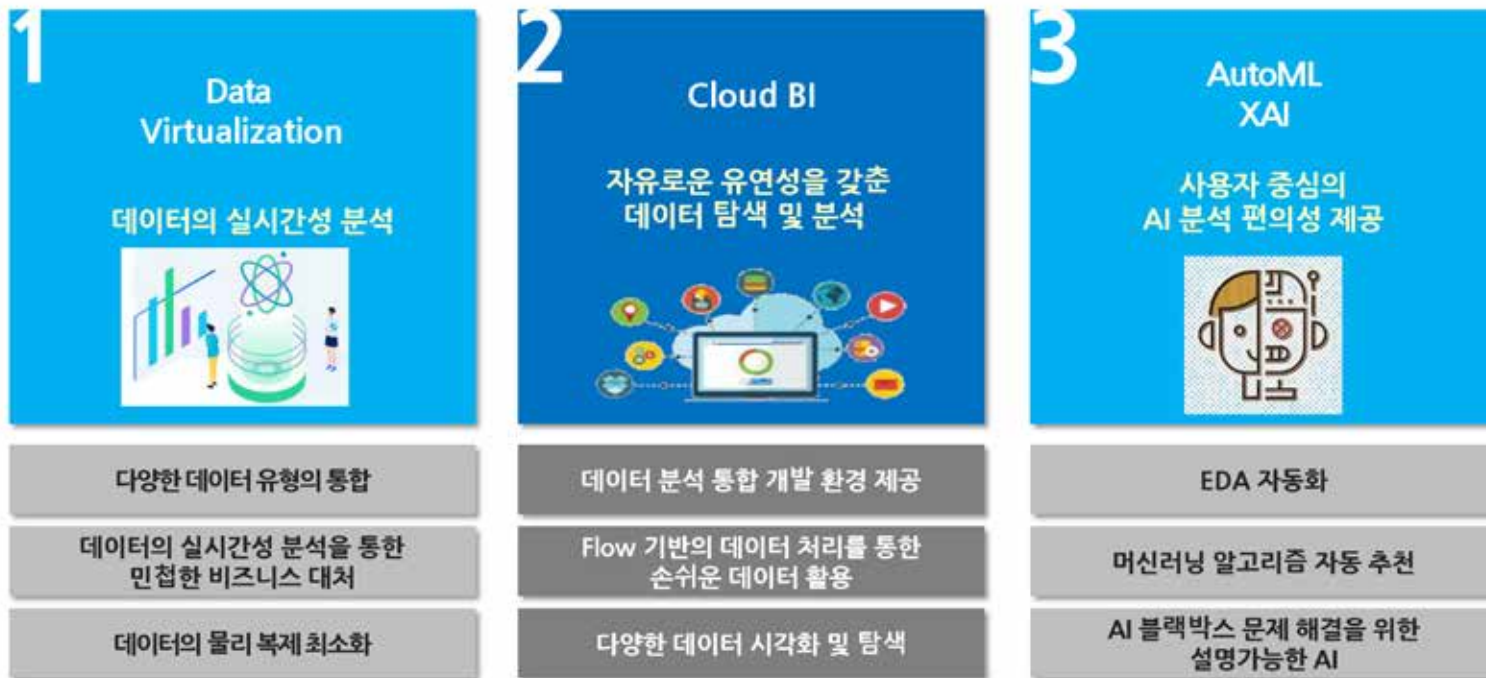 1
Data
Virtualization
데이터의 실시간성 분석
다양한 데이터 유형의 통합
데이터의 실시간성 분석을 통한
민첩한 비즈니스 대처
데이터의 물리 복제 최소화
2
Cloud BI
자유로운 유연성을 갖춘
데이터 탐색 및 분석
데이터 분석 통합 개발 환경 제공
Flow 기반의 데이터 처리를 통한
손쉬운 데이터 활용
다양한 데이터 시각화 및 탐색
3
AutoML
XAI
사용자 중심의
AI 분석 편의성 제공
EDA 자동화
머신러닝 알고리즘 자동 추천
AI 블랙박스 문제 해결을 위한
설명가능한 AI